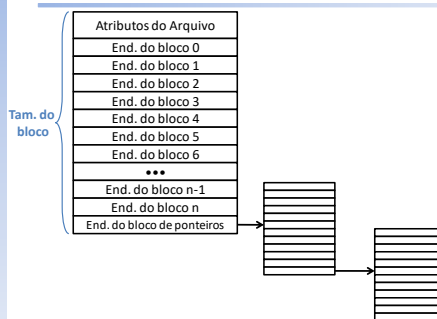 Atributos do Arquivo
End. do bloco 0
End. do bloco 1
End. do bloco 2
End. do bloco 3
End. do bloco 4
End. do bloco 5
End. do bloco 6
•••
End. do bloco n-1
End. do bloco n
End. do bloco de ponteiros
Tam. do
bloco